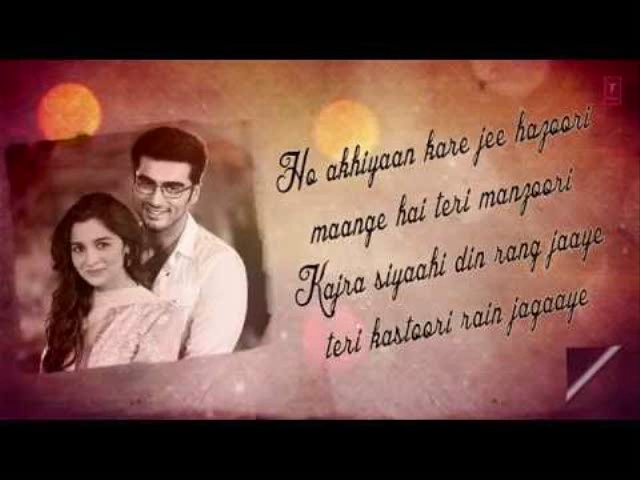 Ho akhiyaan kare jee hazoori
maange hai teri manzoori
Kajra siyaahi din rang jaaye
teri kastoori rain jagaaye